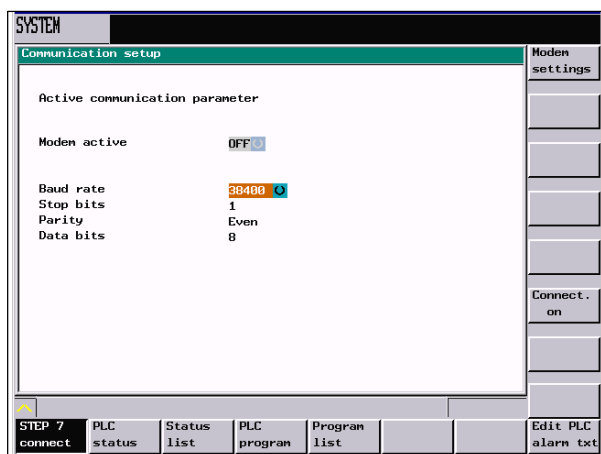 SYSTEM
Communication setup
Modem
settings
Active communication parameter
Modem active OFF
Baud rate 38400
Stop bits 1
Parity Even
Data bits 8
Connect.
on
STEP 7
connect
PLC
status
Status
list
PLC
program
Program
list
Edit PLC
alarm txt